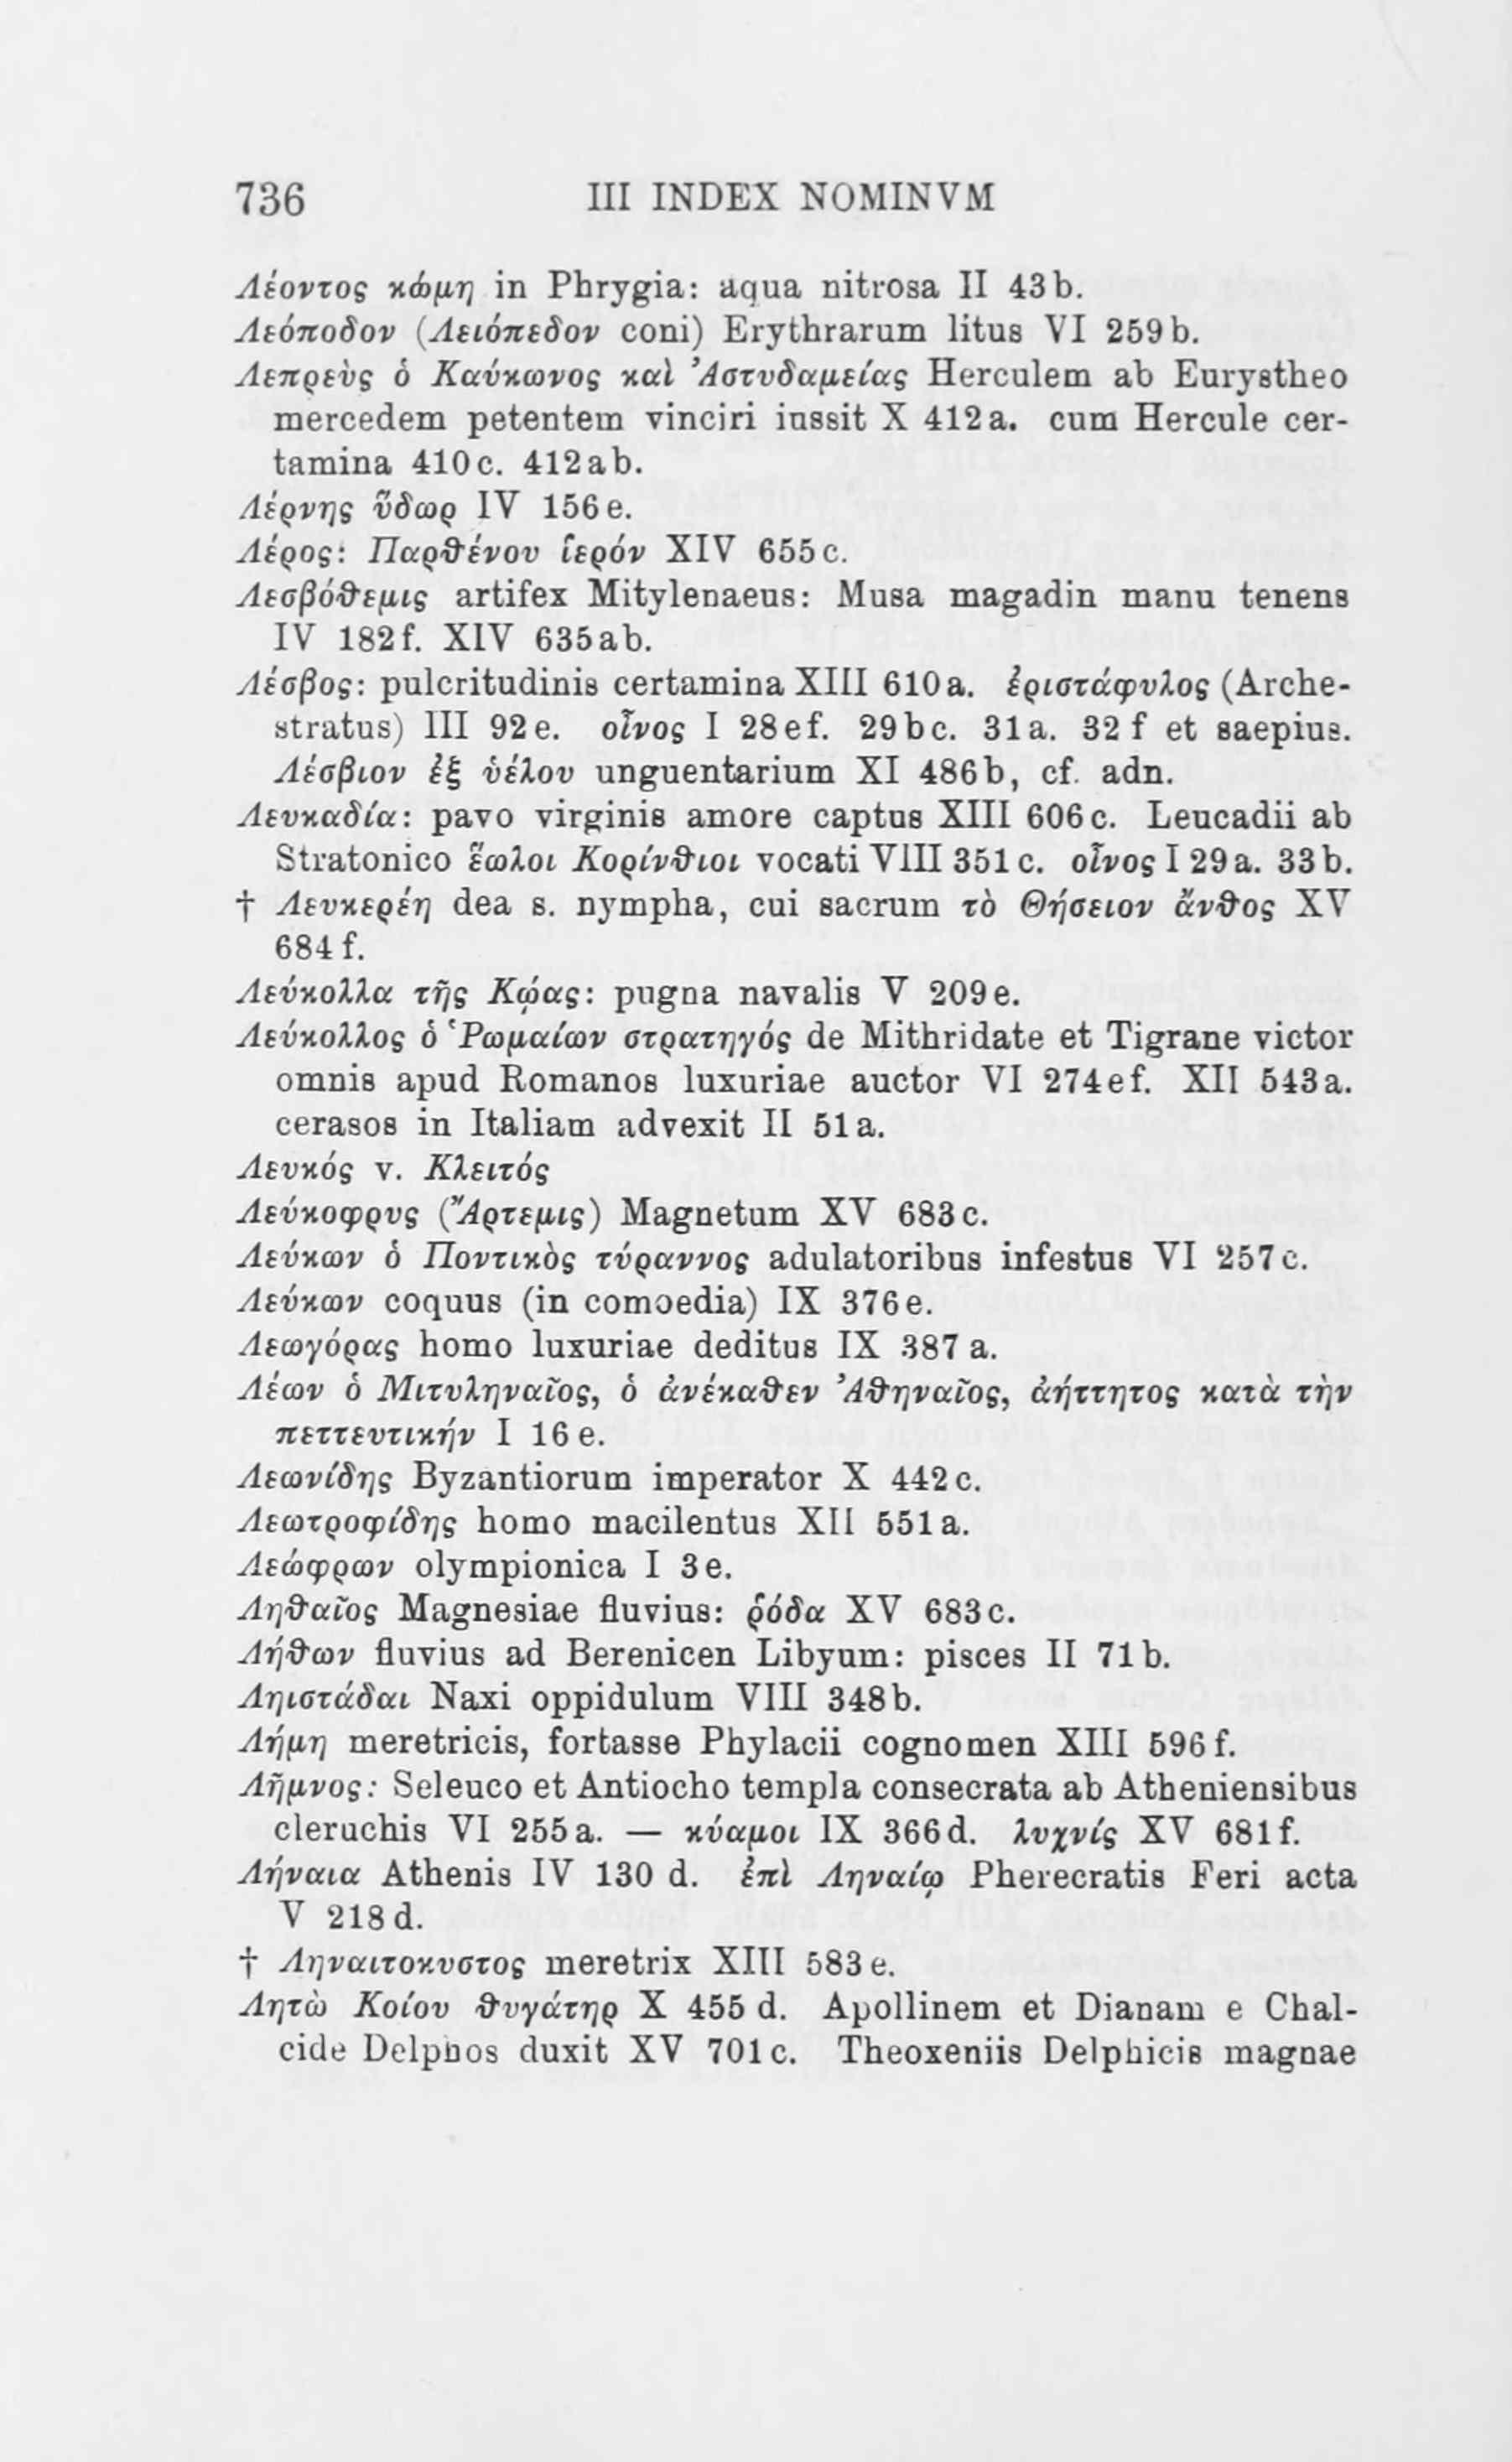 736 III INDEX NOMINVM
Λέοντος κώμη in Phrygia: aqua nitrosa II 43b.
Λεόποδον (Λειόπεδον coni) Erythrarum litus VI 259b.
Λεπρεὺς ὁ Καύκωνος καὶ Ἀστυδαμείας Herculem ab Eurystheo
mercedem petentem vinciri iussit X 412a. cum Hercule cer-
tamina 410c. 412ab.
Λέρνης ὕδωρ IV 156e.
Λέρος: Παρθένου ἱερόν XIV 655c.
Λεσβόθεμις artifex Mitylenaeus: Musa magadin manu tenens
IV 182f. XIV 635ab.
Λέσβος: pulcritudinis certamina XIII 610a. ἐριστάφυλος (Arche-
stratus) III 92e. οἶνος I 28ef. 29bc. 31a. 32f et saepius.
Λέσβιον ἐξ ὑέλου unguentarium XI 486b, cf. adn.
Λευκαδία: pavo virginis amore captus XIII 606c. Leucadii ab
Stratonico ἕωλοι Κορίνθιοι vocati VIII 351c. οἶνος I 29a. 33b.
† Λευκερέη dea s. nympha, cui sacrum τὸ Θήσειον ἄνθος XV
684f.
Λεύκολλα τῆς Κῴας: pugna navalis V 209e.
Λεύκολλος ὁ Ῥωμαίων στρατηγός de Mithridate et Tigrane victor
omnis apud Romanos luxuriae auctor VI 274ef. XII 543a.
cerasos in Italiam advexit II 51a.
Λευκός v. Κλειτός
Λεύκοφρυς (Ἄρτεμις) Magnetum XV 683c.
Λεύκων ὁ Ποντικὸς τύραννος adulatoribus infestus VI 257c.
Λεύκων coquus (in comoedia) IX 376e.
Λεωγόρας homo luxuriae deditus IX 387a.
Λέων ὁ Μιτυληναῖος, ὁ ἀνέκαθεν Ἀθηναῖος, ἀήττητος κατὰ τὴν
πεττευτικήν I 16e.
Λεωνίδης Byzantiorum imperator X 442c.
Λεωτροφίδης homo macilentus XII 551a.
Λεώφρων olympionica I 3e.
Ληθαῖος Magnesiae fluvius: ῥόδα XV 683c.
Λήθων fluvius ad Berenicen Libyum: pisces II 71b.
Ληιστάδαι Naxi oppidulum VIII 348b.
Λήμη meretricis, fortasse Phylacii cognomen XIII 596f.
Λῆμνος: Seleuco et Antiocho templa consecrata ab Atheniensibus
cleruchis VI 255a. — κύαμοι IX 366d. λυχνίς XV 681f.
Λήναια Athenis IV 130d. ἐπὶ Ληναίῳ Pherecratis Feri acta
V 218d.
† Ληναιτοκυστος meretrix XIII 583e.
Λητὼ Κοίου θυγάτηρ X 455d. Apollinem et Dianam e Chal-
cide Delphos duxit XV 701c. Theoxeniis Delphicis magnae